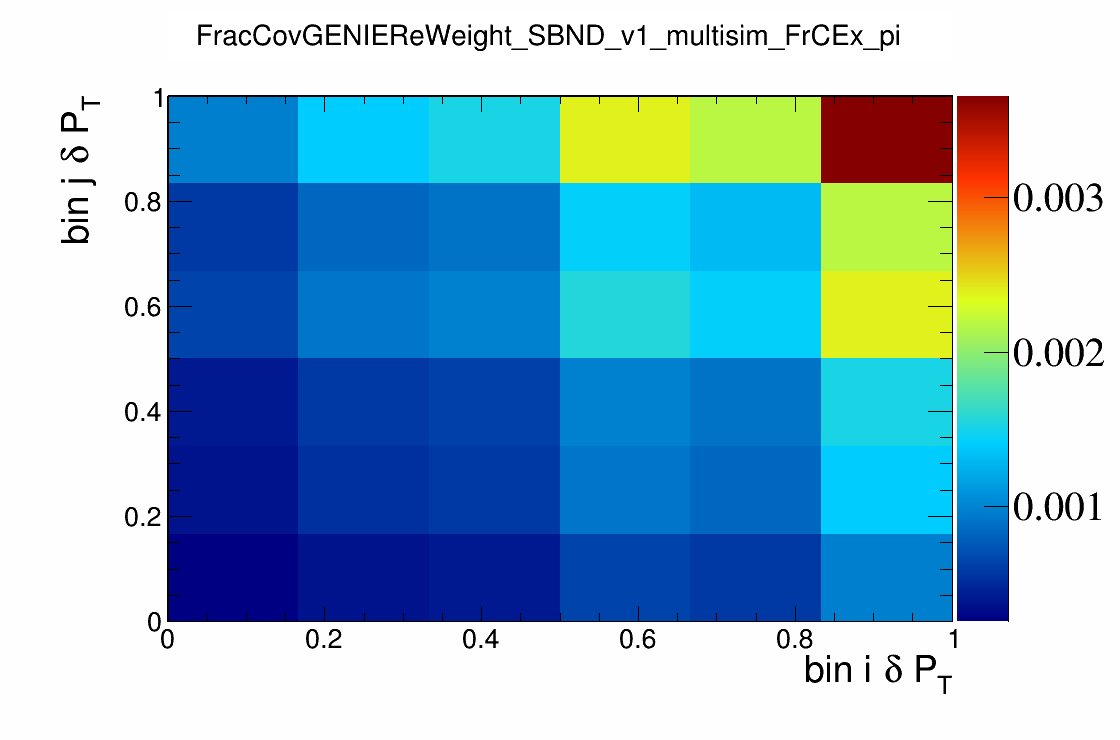 FracCovGENIEReWeight_SBND_v1_multisim_FrCEx_pi
bin j δ P_T
1
0.8
0.6
0.4
0.2
0
0 0.2 0.4 0.6 0.8 1
bin i δ P_T
0.003
0.002
0.001